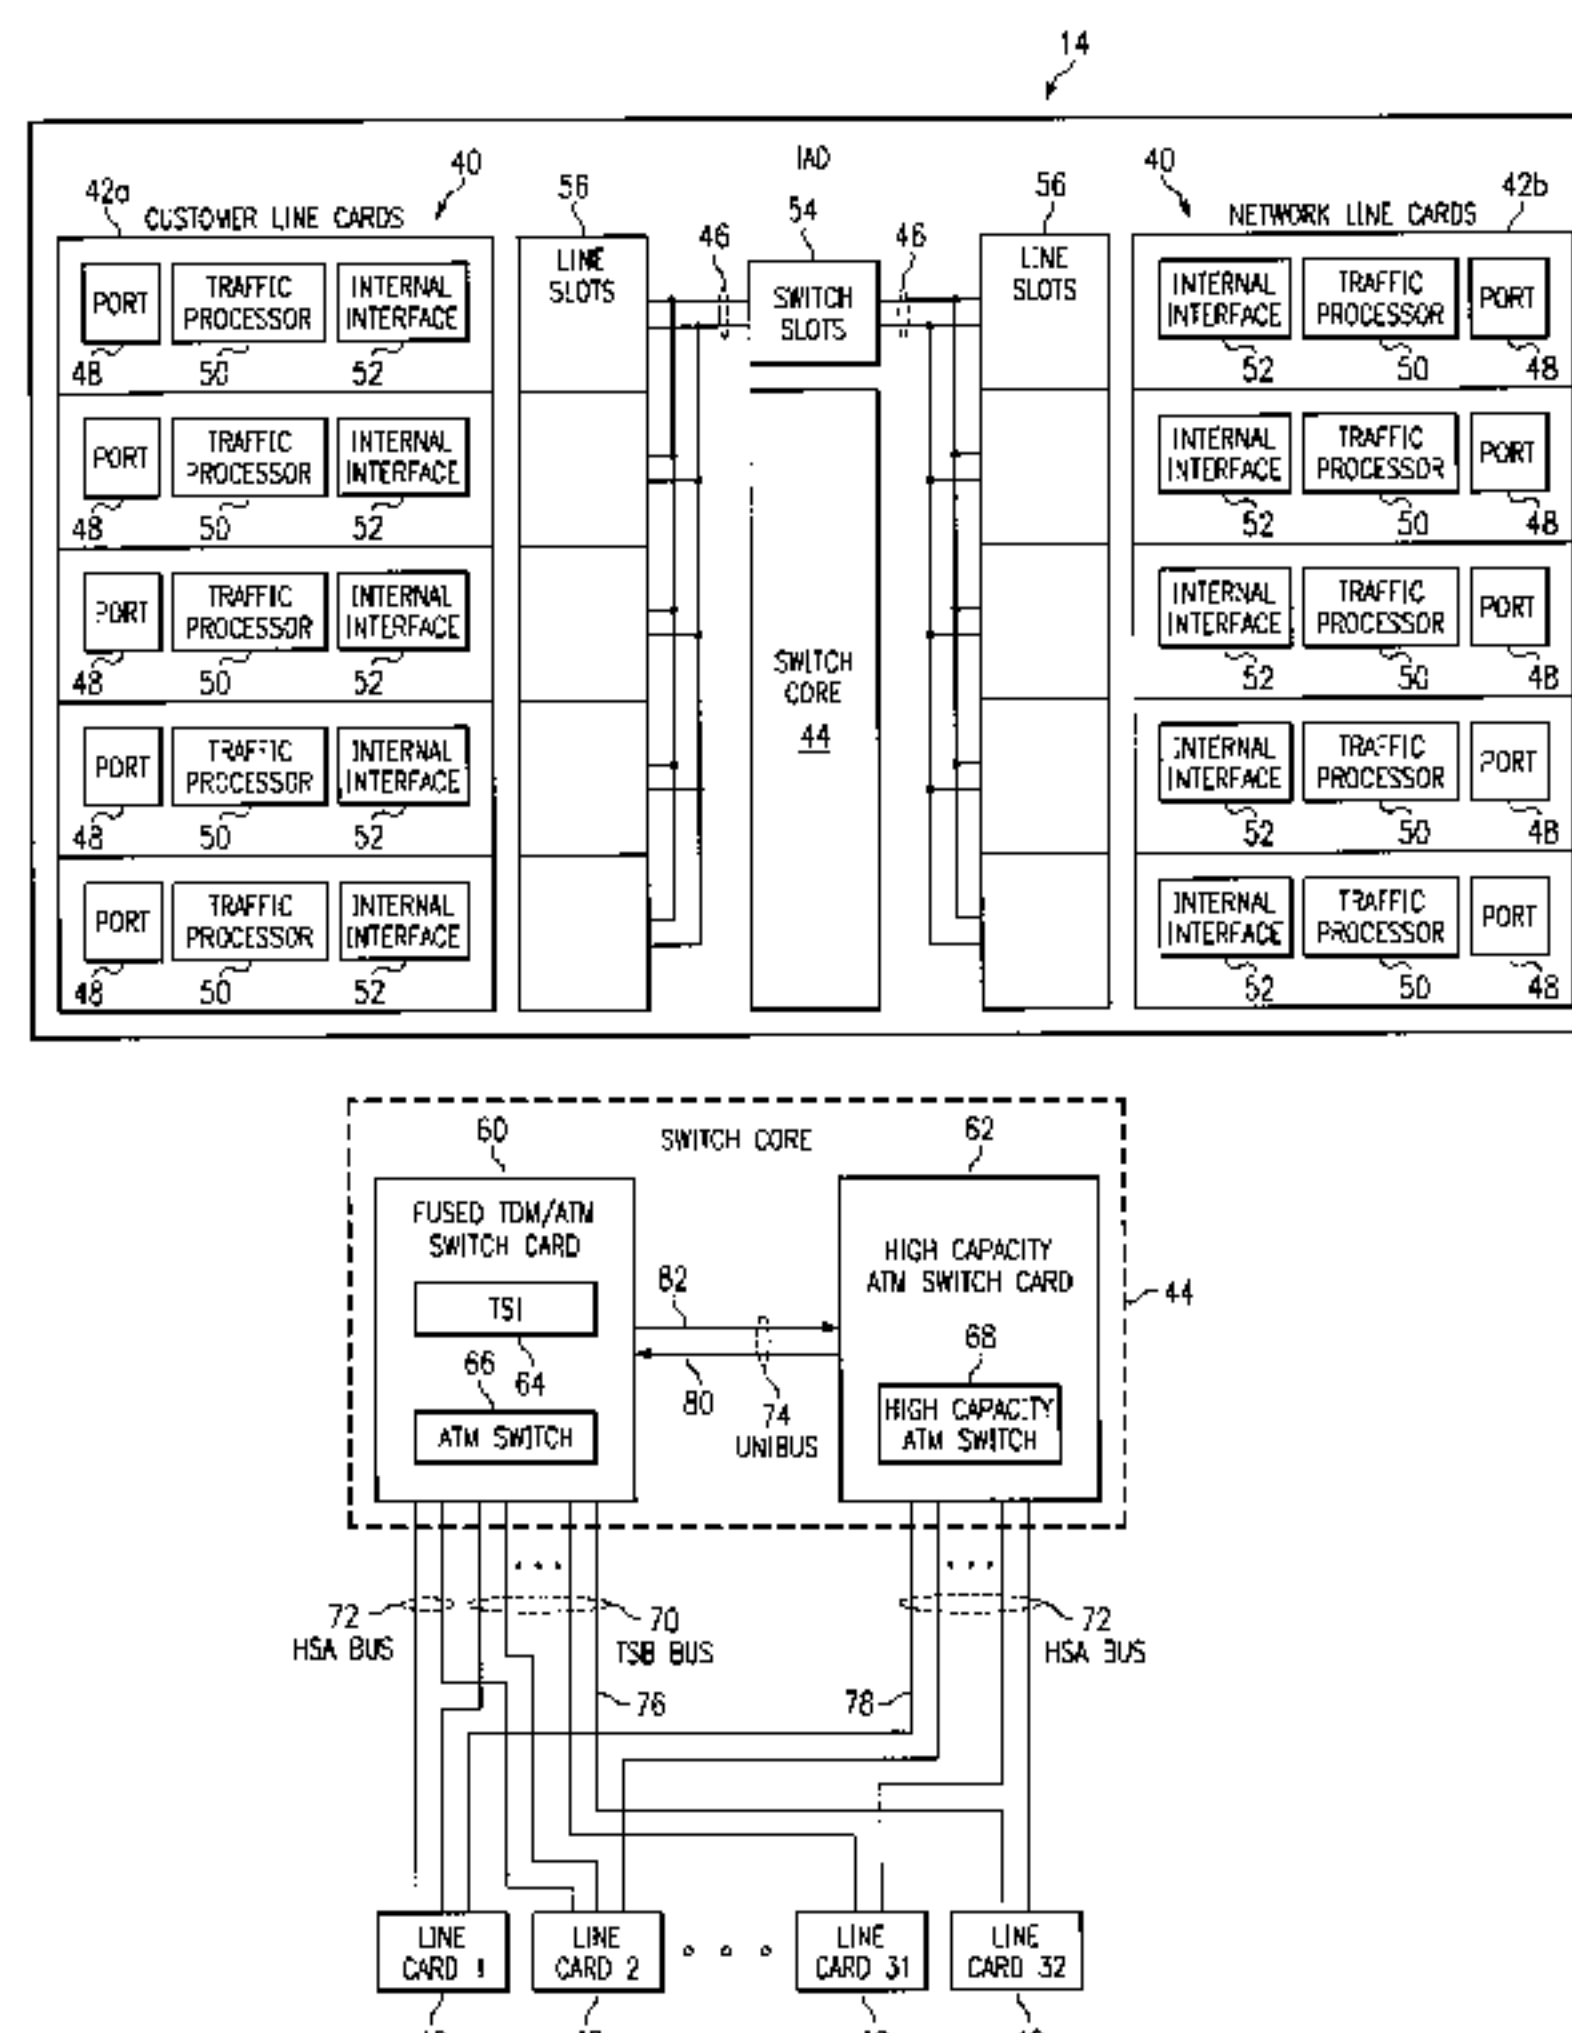 14
IAD
40
40
42a
CUSTOMER LINE CARDS
56
54
56
42b
NETWORK LINE CARDS
46
46
LINE
SLOTS
SWITCH
SLOTS
LINE
SLOTS
PORT
TRAFFIC
PROCESSOR
INTERNAL
INTERFACE
INTERNAL
INTERFACE
TRAFFIC
PROCESSOR
PORT
48
50
52
52
50
48
PORT
TRAFFIC
PROCESSOR
INTERNAL
INTERFACE
INTERNAL
INTERFACE
TRAFFIC
PROCESSOR
PORT
48
50
52
52
50
48
PORT
TRAFFIC
PROCESSOR
INTERNAL
INTERFACE
INTERNAL
INTERFACE
TRAFFIC
PROCESSOR
PORT
48
50
52
52
50
48
SWITCH
CORE
44
PORT
TRAFFIC
PROCESSOR
INTERNAL
INTERFACE
INTERNAL
INTERFACE
TRAFFIC
PROCESSOR
PORT
48
50
52
52
50
48
PORT
TRAFFIC
PROCESSOR
INTERNAL
INTERFACE
INTERNAL
INTERFACE
TRAFFIC
PROCESSOR
PORT
48
50
52
52
50
48
60
SWITCH CORE
62
FUSED TDM/ATM
SWITCH CARD
HIGH CAPACITY
ATM SWITCH CARD
44
TSI
82
68
66
64
80
74
UNIBUS
ATM SWITCH
HIGH CAPACITY
ATM SWITCH
72
HSA BUS
70
TSB BUS
72
HSA BUS
76
78
LINE
CARD 1
LINE
CARD 2
LINE
CARD 31
LINE
CARD 32